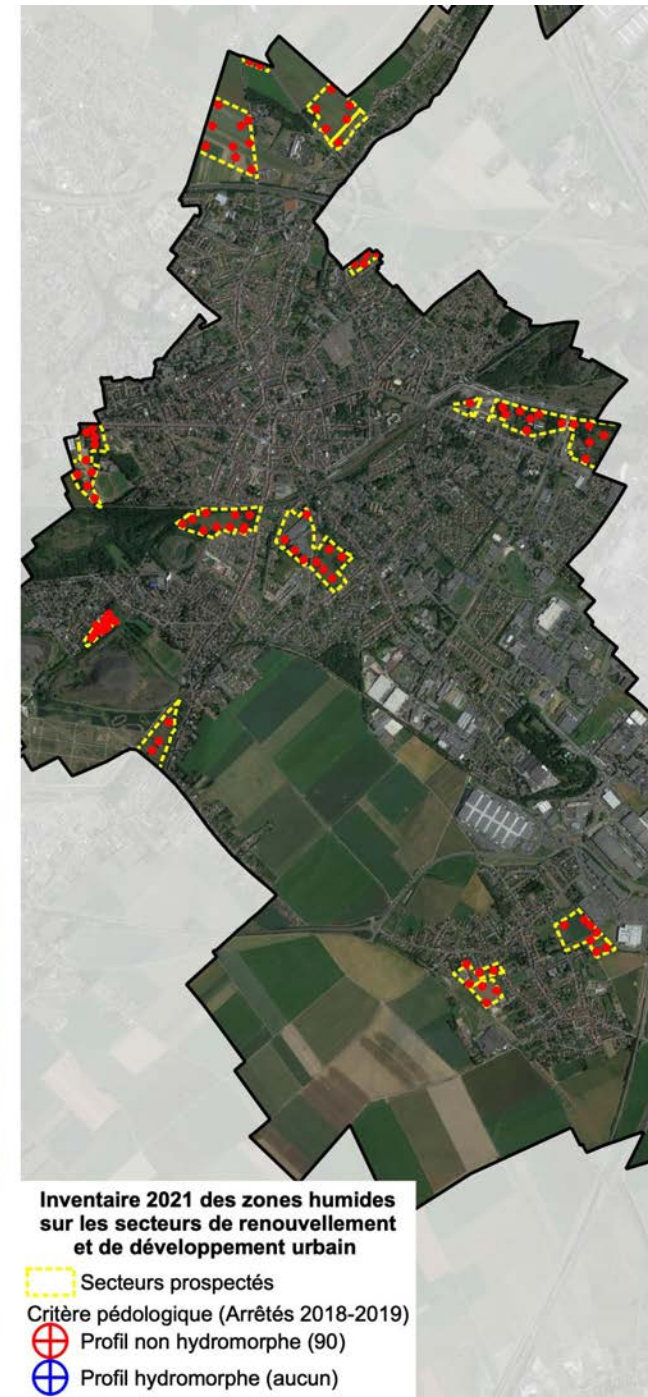 Inventaire 2021 des zones humides
sur les secteurs de renouvellement
et de développement urbain
Secteurs prospectés
Critère pédologique (Arrêtés 2018-2019)
Profil non hydromorphe (90)
Profil hydromorphe (aucun)